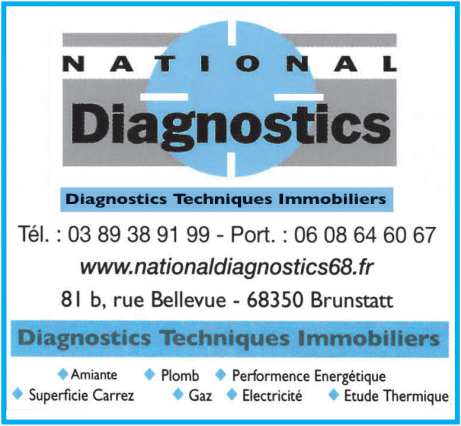 NATIONAL
Diagnostics
Diagnostics Techniques Immobiliers
Tél. : 03 89 38 91 99 - Port. : 06 08 64 60 67
www.nationaldiagnostics68.fr
81 b, rue Bellevue - 68350 Brunstatt
Diagnostics Techniques Immobiliers
◆ Amiante ◆ Plomb ◆ Performence Energétique
◆ Superficie Carrez ◆ Gaz ◆ Electricité ◆ Etude Thermique